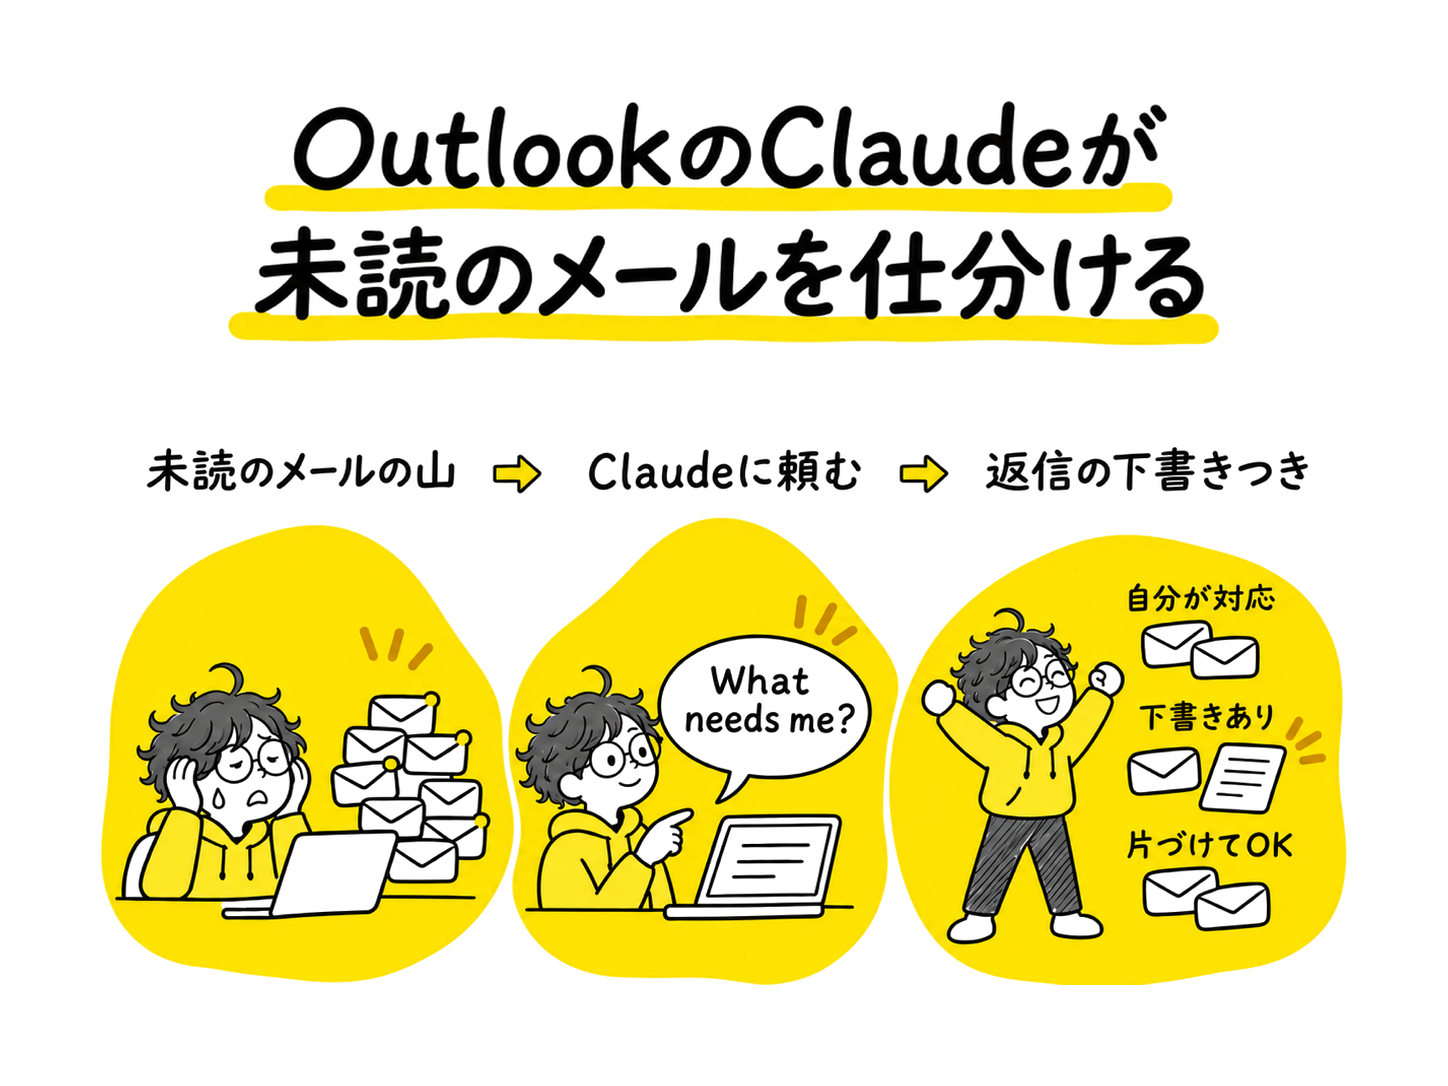 OutlookのClaudeが
未読のメールを仕分ける
未読のメールの山
Claudeに頼む
返信の下書きつき
What
needs me?
自分が対応
下書きあり
片づけてOK